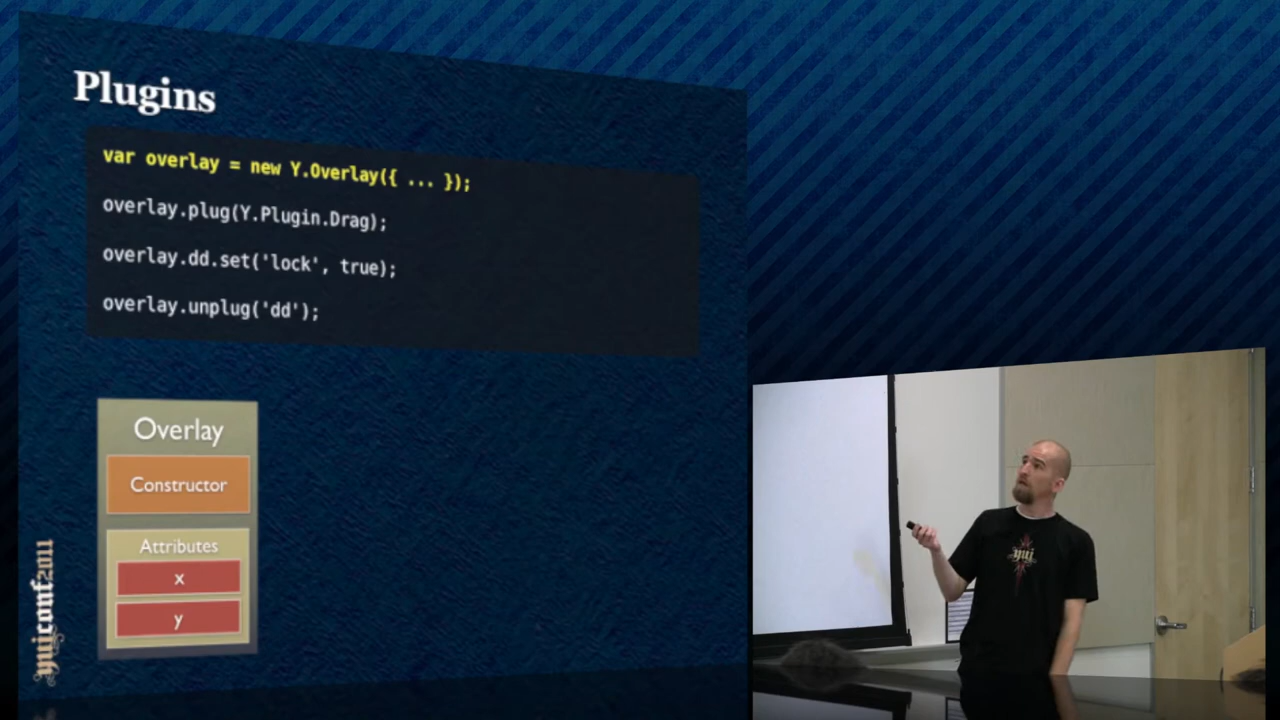 Plugins
var overlay = new Y.Overlay({ ... });
overlay.plug(Y.Plugin.Drag);
overlay.dd.set('lock', true);
overlay.unplug('dd');
Overlay
Constructor
Attributes
x
y
yuiconf2011
yui